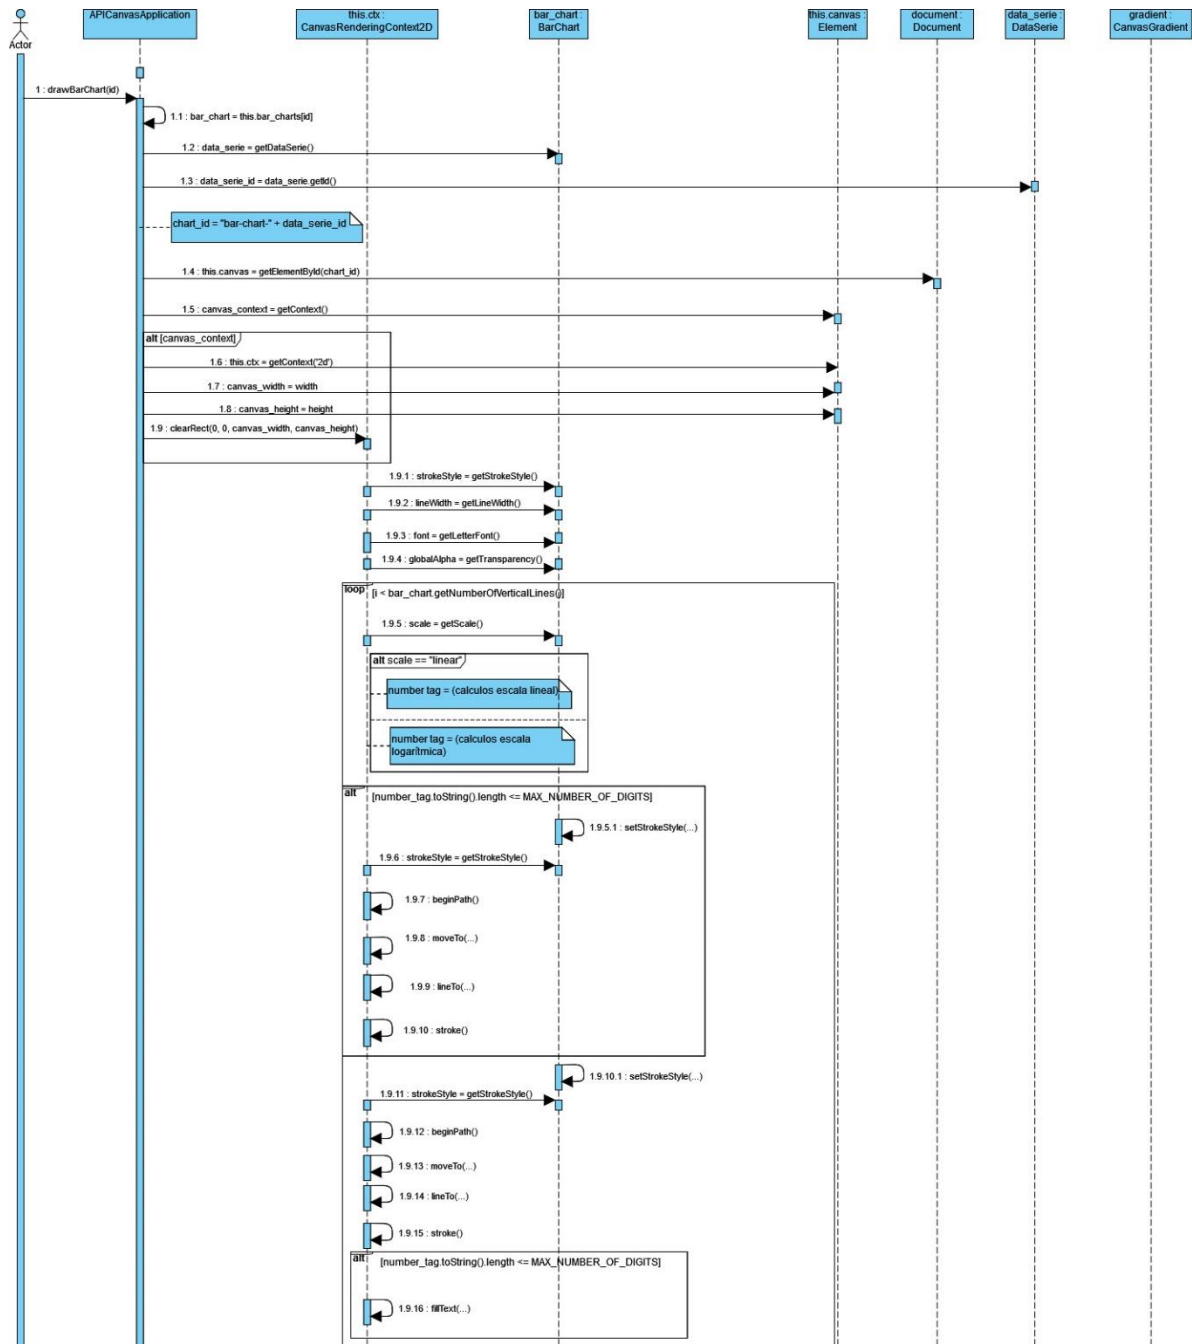 Actor
APICanvasApplication
this.ctx :
CanvasRenderingContext2D
bar_chart :
BarChart
this.canvas :
Element
document :
Document
data_serie :
DataSerie
gradient :
CanvasGradient
1 : drawBarChart(id)
1.1 : bar_chart = this.bar_charts[id]
1.2 : data_serie = getDataSerie()
1.3 : data_serie_id = data_serie.getId()
chart_id = "bar-chart-" + data_serie_id
1.4 : this.canvas = getElementById(chart_id)
1.5 : canvas_context = getContext()
alt [canvas_context]
1.6 : this.ctx = getContext("2d")
1.7 : canvas_width = width
1.8 : canvas_height = height
1.9 : clearRect(0, 0, canvas_width, canvas_height)
1.9.1 : strokeStyle = getStrokeStyle()
1.9.2 : lineWidth = getLineWidth()
1.9.3 : font = getLetterFont()
1.9.4 : globalAlpha = getTransparency()
loop [i < bar_chart.getNumberOfVerticalLines()]
1.9.5 : scale = getScale()
alt scale == "linear"
number tag = (calculos escala lineal)
number tag = (calculos escala
logarítmica)
alt [number_tag.toString().length <= MAX_NUMBER_OF_DIGITS]
1.9.5.1 : setStrokeStyle(...)
1.9.6 : strokeStyle = getStrokeStyle()
1.9.7 : beginPath()
1.9.8 : moveTo(...)
1.9.9 : lineTo(...)
1.9.10 : stroke()
1.9.10.1 : setStrokeStyle(...)
1.9.11 : strokeStyle = getStrokeStyle()
1.9.12 : beginPath()
1.9.13 : moveTo(...)
1.9.14 : lineTo(...)
1.9.15 : stroke()
alt [number_tag.toString().length <= MAX_NUMBER_OF_DIGITS]
1.9.16 : fillText(...)